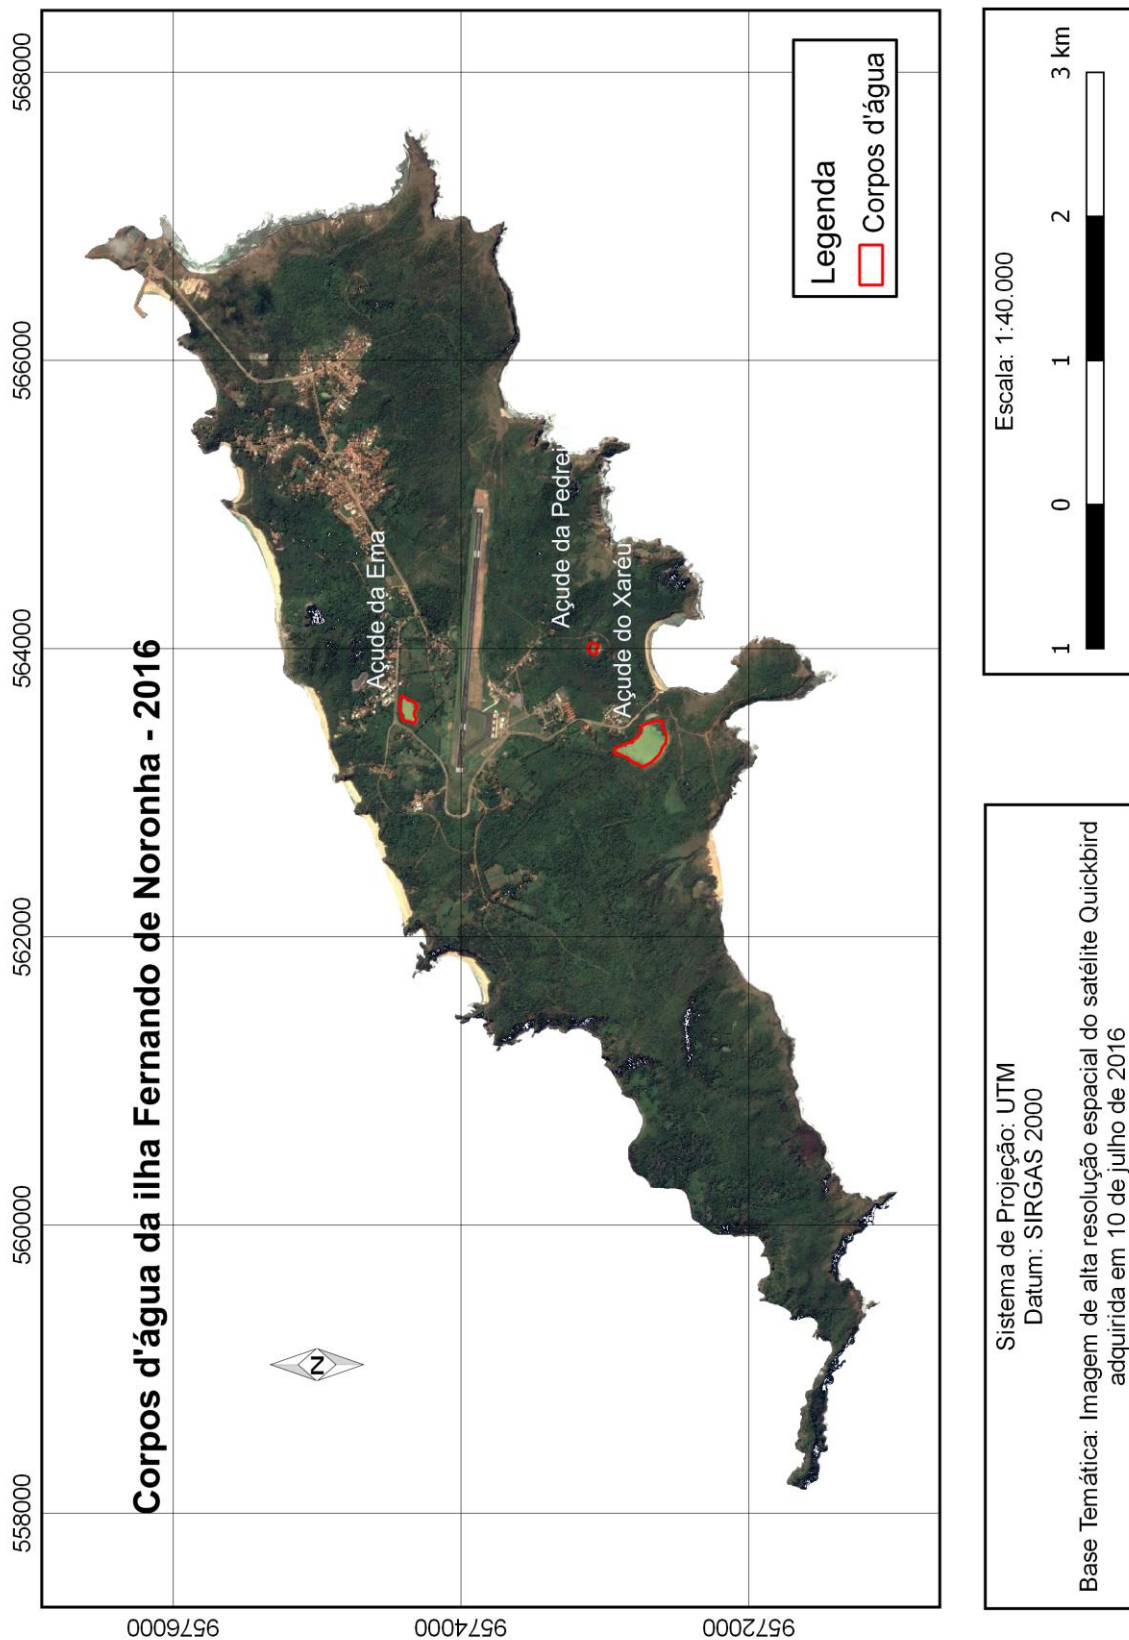 Corpos d'água da ilha Fernando de Noronha - 2016
558000
560000
562000
564000
566000
568000
9576000
9574000
9572000
N
Açude da Ema
Açude da Pedrei
Açude do Xaréu
Legenda
Corpos d'água
Sistema de Projeção: UTM
Datum: SIRGAS 2000
Base Temática: Imagem de alta resolução espacial do satélite Quickbird
adquirida em 10 de julho de 2016
Escala: 1:40.000
1 0 1 2 3 km